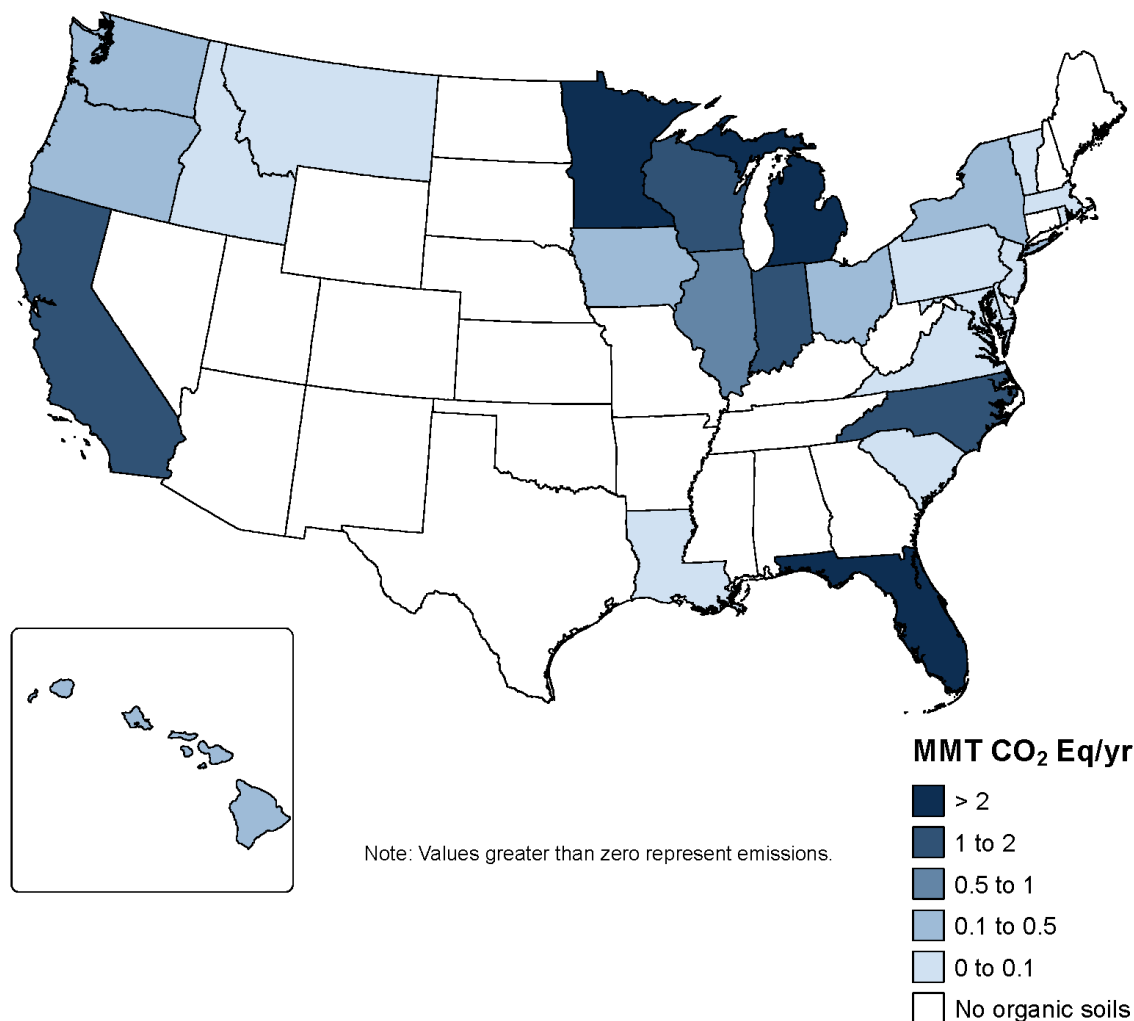 Note: Values greater than zero represent emissions.
MMT CO₂ Eq/yr
> 2
1 to 2
0.5 to 1
0.1 to 0.5
0 to 0.1
No organic soils